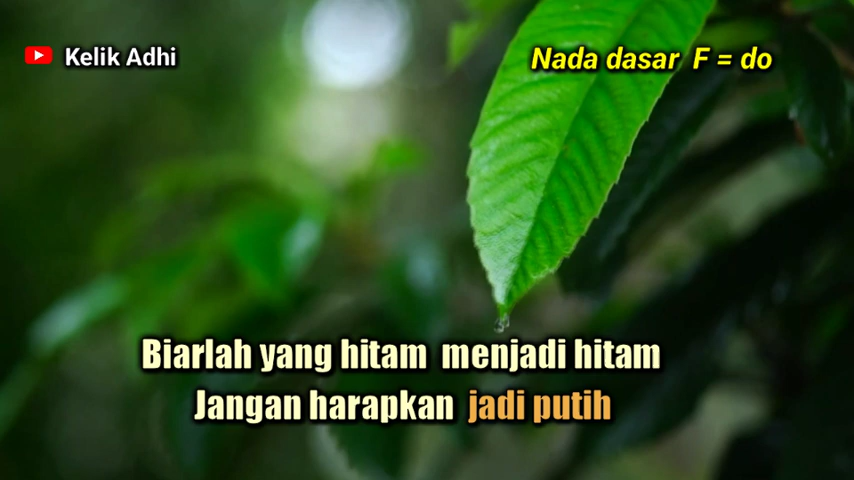 Kelik Adhi
Nada dasar F = do
Biarlah yang hitam menjadi hitam
Jangan harapkan jadi putih